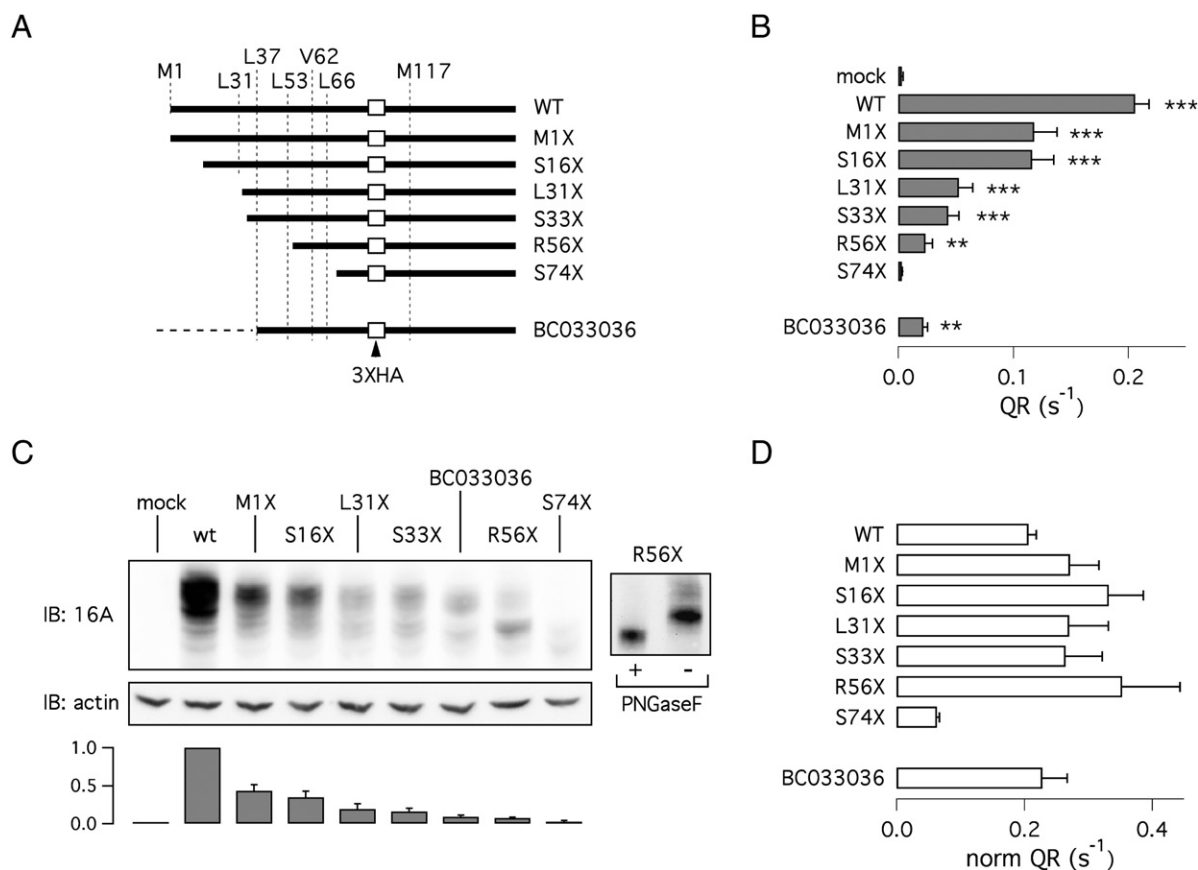 A
M1
L31
L37
L53
V62
L66
M117
WT
M1X
S16X
L31X
S33X
R56X
S74X
BC033036
3XHA
B
mock
WT ***
M1X ***
S16X ***
L31X ***
S33X ***
R56X **
S74X
BC033036 **
0.0 0.1 0.2
QR (s⁻¹)
C
mock wt M1X S16X L31X S33X BC033036 R56X S74X
IB: 16A
IB: actin
R56X
+ -
PNGaseF
1.0
0.5
0.0
D
WT
M1X
S16X
L31X
S33X
R56X
S74X
BC033036
0.0 0.2 0.4
norm QR (s⁻¹)